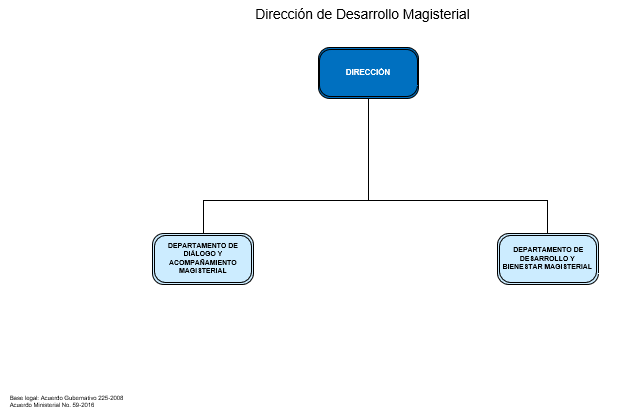 Dirección de Desarrollo Magisterial
DIRECCIÓN
DEPARTAMENTO DE
DIÁLOGO Y
ACOMPAÑAMIENTO
MAGISTERIAL
DEPARTAMENTO DE
DESARROLLO Y
BIENESTAR MAGISTERIAL
Base legal: Acuerdo Gubernativo 225-2008
Acuerdo Ministerial No. 59-2016